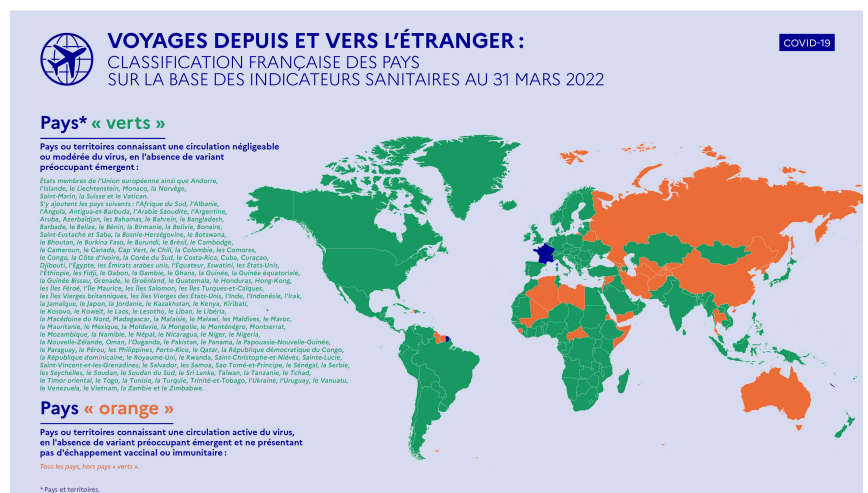 VOYAGES DEPUIS ET VERS L'ÉTRANGER :
COVID-19
CLASSIFICATION FRANÇAISE DES PAYS
SUR LA BASE DES INDICATEURS SANITAIRES AU 31 MARS 2022
Pays* « verts »
Pays ou territoires connaissant une circulation négligeable
ou modérée du virus, en l'absence de variant
préoccupant émergent :
États membres de l'Union européenne ainsi que Andorre,
l'Islande, le Liechtenstein, Monaco, la Norvège,
Saint-Marin, la Suisse et le Vatican.
S'y ajoutent les pays suivants : l'Afrique du Sud, l'Albanie,
l'Angola, Antigua-et-Barbuda, l'Arabie Saoudite, l'Argentine,
Aruba, Azerbaïdjan, les Bahamas, le Bahreïn, le Bangladesh,
Barbade, le Belize, le Bénin, la Birmanie, la Bolivie, Bonaire,
Saint-Eustache et Saba, la Bosnie-Herzégovine, le Botswana,
le Bhoutan, le Burkina Faso, le Burundi, le Brésil, le Cambodge,
le Cameroun, le Canada, Cap Vert, le Chili, la Colombie, les Comores,
le Congo, la Côte d'Ivoire, la Corée du Sud, le Costa-Rica, Cuba, Curaçao,
Djibouti, l'Égypte, les Émirats arabes unis, l'Équateur, Eswatini, les États-Unis,
l'Éthiopie, les Fidji, le Gabon, la Gambie, le Ghana, la Guinée, la Guinée équatoriale,
la Guinée Bissau, Grenade, le Groënland, le Guatemala, le Honduras, Hong-Kong,
les Îles Féroé, l'Île Maurice, les Îles Salomon, les Îles Turques-et-Caïques,
les Îles Vierges britanniques, les Îles Vierges des États-Unis, l'Inde, l'Indonésie, l'Irak,
la Jamaïque, le Japon, la Jordanie, le Kazakhstan, le Kenya, Kiribati,
le Kosovo, le Koweït, le Laos, le Lesotho, le Liban, le Libéria,
la Macédoine du Nord, Madagascar, la Malaisie, le Malawi, les Maldives, le Maroc,
la Mauritanie, le Mexique, la Moldavie, la Mongolie, le Monténégro, Montserrat,
le Mozambique, la Namibie, le Népal, le Nicaragua, le Niger, le Nigeria,
la Nouvelle-Zélande, Oman, l'Ouganda, le Pakistan, le Panama, la Papouasie-Nouvelle-Guinée,
le Paraguay, le Pérou, les Philippines, Porto-Rico, le Qatar, la République démocratique du Congo,
la République dominicaine, le Royaume-Uni, le Rwanda, Saint-Christophe-et-Niévès, Sainte-Lucie,
Saint-Vincent-et-les-Grenadines, le Salvador, les Samoa, Sao Tomé-et-Principe, le Sénégal, la Serbie,
les Seychelles, le Soudan, le Soudan du Sud, le Sri Lanka, Taïwan, la Tanzanie, le Tchad,
le Timor oriental, le Togo, la Tunisie, la Turquie, Trinité-et-Tobago, l'Ukraine, l'Uruguay, le Vanuatu,
le Venezuela, le Vietnam, la Zambie et le Zimbabwe.
Pays « orange »
Pays ou territoires connaissant une circulation active du virus,
en l'absence de variant préoccupant émergent et ne présentant
pas d'échappement vaccinal ou immunitaire :
Tous les pays, hors pays « verts ».
* Pays et territoires.